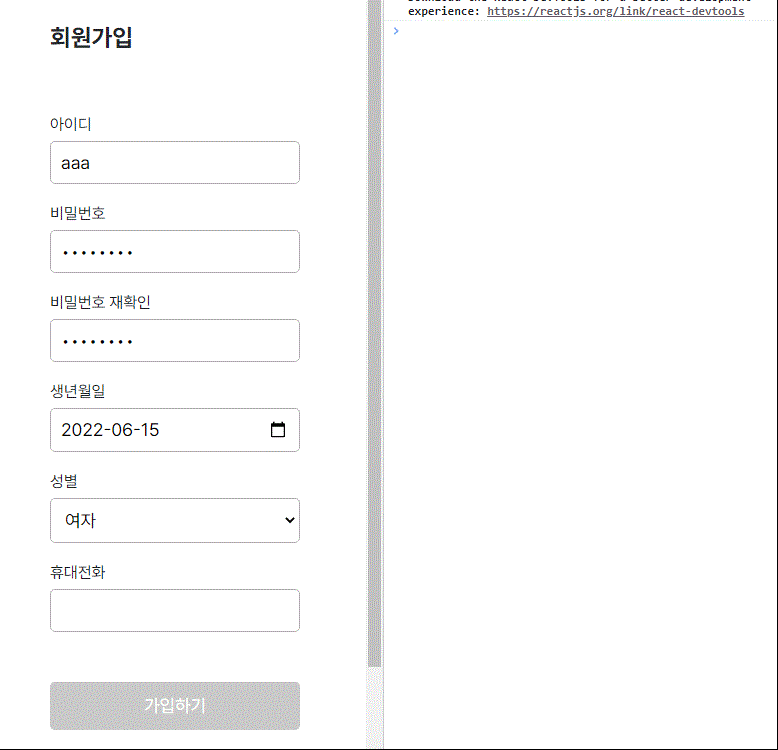 회원가입
아이디
aaa
비밀번호
••••••••
비밀번호 재확인
••••••••
생년월일
2022-06-15
성별
여자
휴대전화
가입하기
experience: https://reactjs.org/link/react-devtools
>